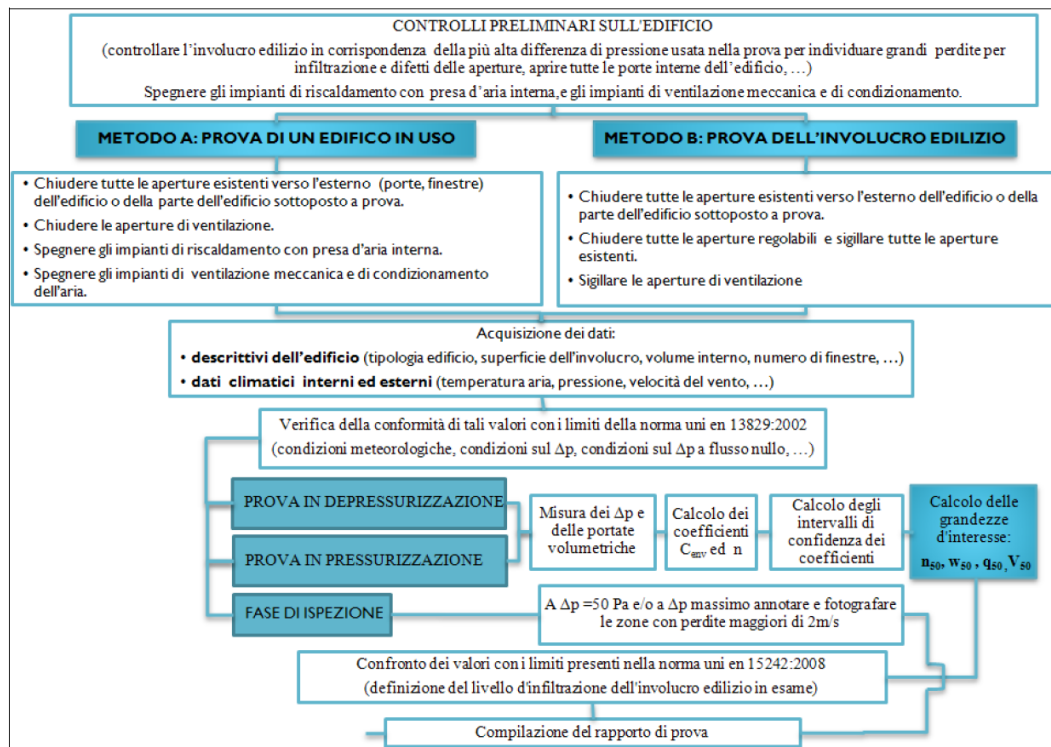 CONTROLLI PRELIMINARI SULL'EDIFICIO
(controllare l'involucro edilizio in corrispondenza della più alta differenza di pressione usata nella prova per individuare grandi perdite per
infiltrazione e difetti delle aperture, aprire tutte le porte interne dell'edificio, …)
Spegnere gli impianti di riscaldamento con presa d'aria interna,e gli impianti di ventilazione meccanica e di condizionamento.
METODO A: PROVA DI UN EDIFICO IN USO
• Chiudere tutte le aperture esistenti verso l'esterno (porte, finestre)
dell'edificio o della parte dell'edificio sottoposto a prova.
• Chiudere le aperture di ventilazione.
• Spegnere gli impianti di riscaldamento con presa d'aria interna.
• Spegnere gli impianti di ventilazione meccanica e di condizionamento
dell'aria.
METODO B: PROVA DELL'INVOLUCRO EDILIZIO
• Chiudere tutte le aperture esistenti verso l'esterno dell'edificio o della
parte dell'edificio sottoposto a prova.
• Chiudere tutte le aperture regolabili e sigillare tutte le aperture
esistenti.
• Sigillare le aperture di ventilazione
Acquisizione dei dati:
• descrittivi dell'edificio (tipologia edificio, superficie dell'involucro, volume interno, numero di finestre, …)
• dati climatici interni ed esterni (temperatura aria, pressione, velocità del vento, …)
Verifica della conformità di tali valori con i limiti della norma uni en 13829:2002
(condizioni meteorologiche, condizioni sul Δp, condizioni sul Δp a flusso nullo, …)
PROVA IN DEPRESSURIZZAZIONE
PROVA IN PRESSURIZZAZIONE
Misura dei Δp e
delle portate
volumetriche
Calcolo dei
coefficienti
C_env ed n
Calcolo degli
intervalli di
confidenza dei
coefficienti
Calcolo delle
grandezze
d'interesse:
n₅₀, w₅₀ , q₅₀ , V₅₀
FASE DI ISPEZIONE
A Δp =50 Pa e/o a Δp massimo annotare e fotografare
le zone con perdite maggiori di 2m/s
Confronto dei valori con i limiti presenti nella norma uni en 15242:2008
(definizione del livello d'infiltrazione dell'involucro edilizio in esame)
Compilazione del rapporto di prova